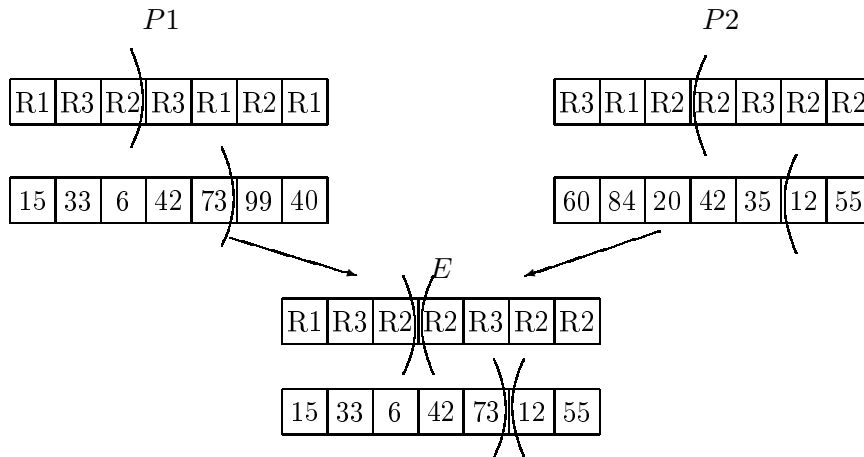 P1 P2
R1 R3 R2 R3 R1 R2 R1 R3 R1 R2 R2 R3 R2 R2
15 33 6 42 73 99 40 60 84 20 42 35 12 55
E
R1 R3 R2 R2 R3 R2 R2
15 33 6 42 73 12 55